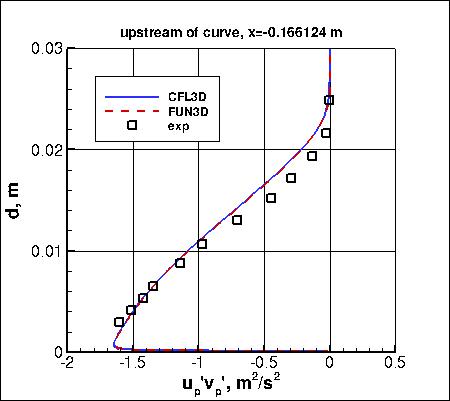 upstream of curve, x=-0.166124 m
0.03
CFL3D
FUN3D
exp
0.02
d, m
0.01
0
-2 -1.5 -1 -0.5 0 0.5
u_p'v_p', m²/s²